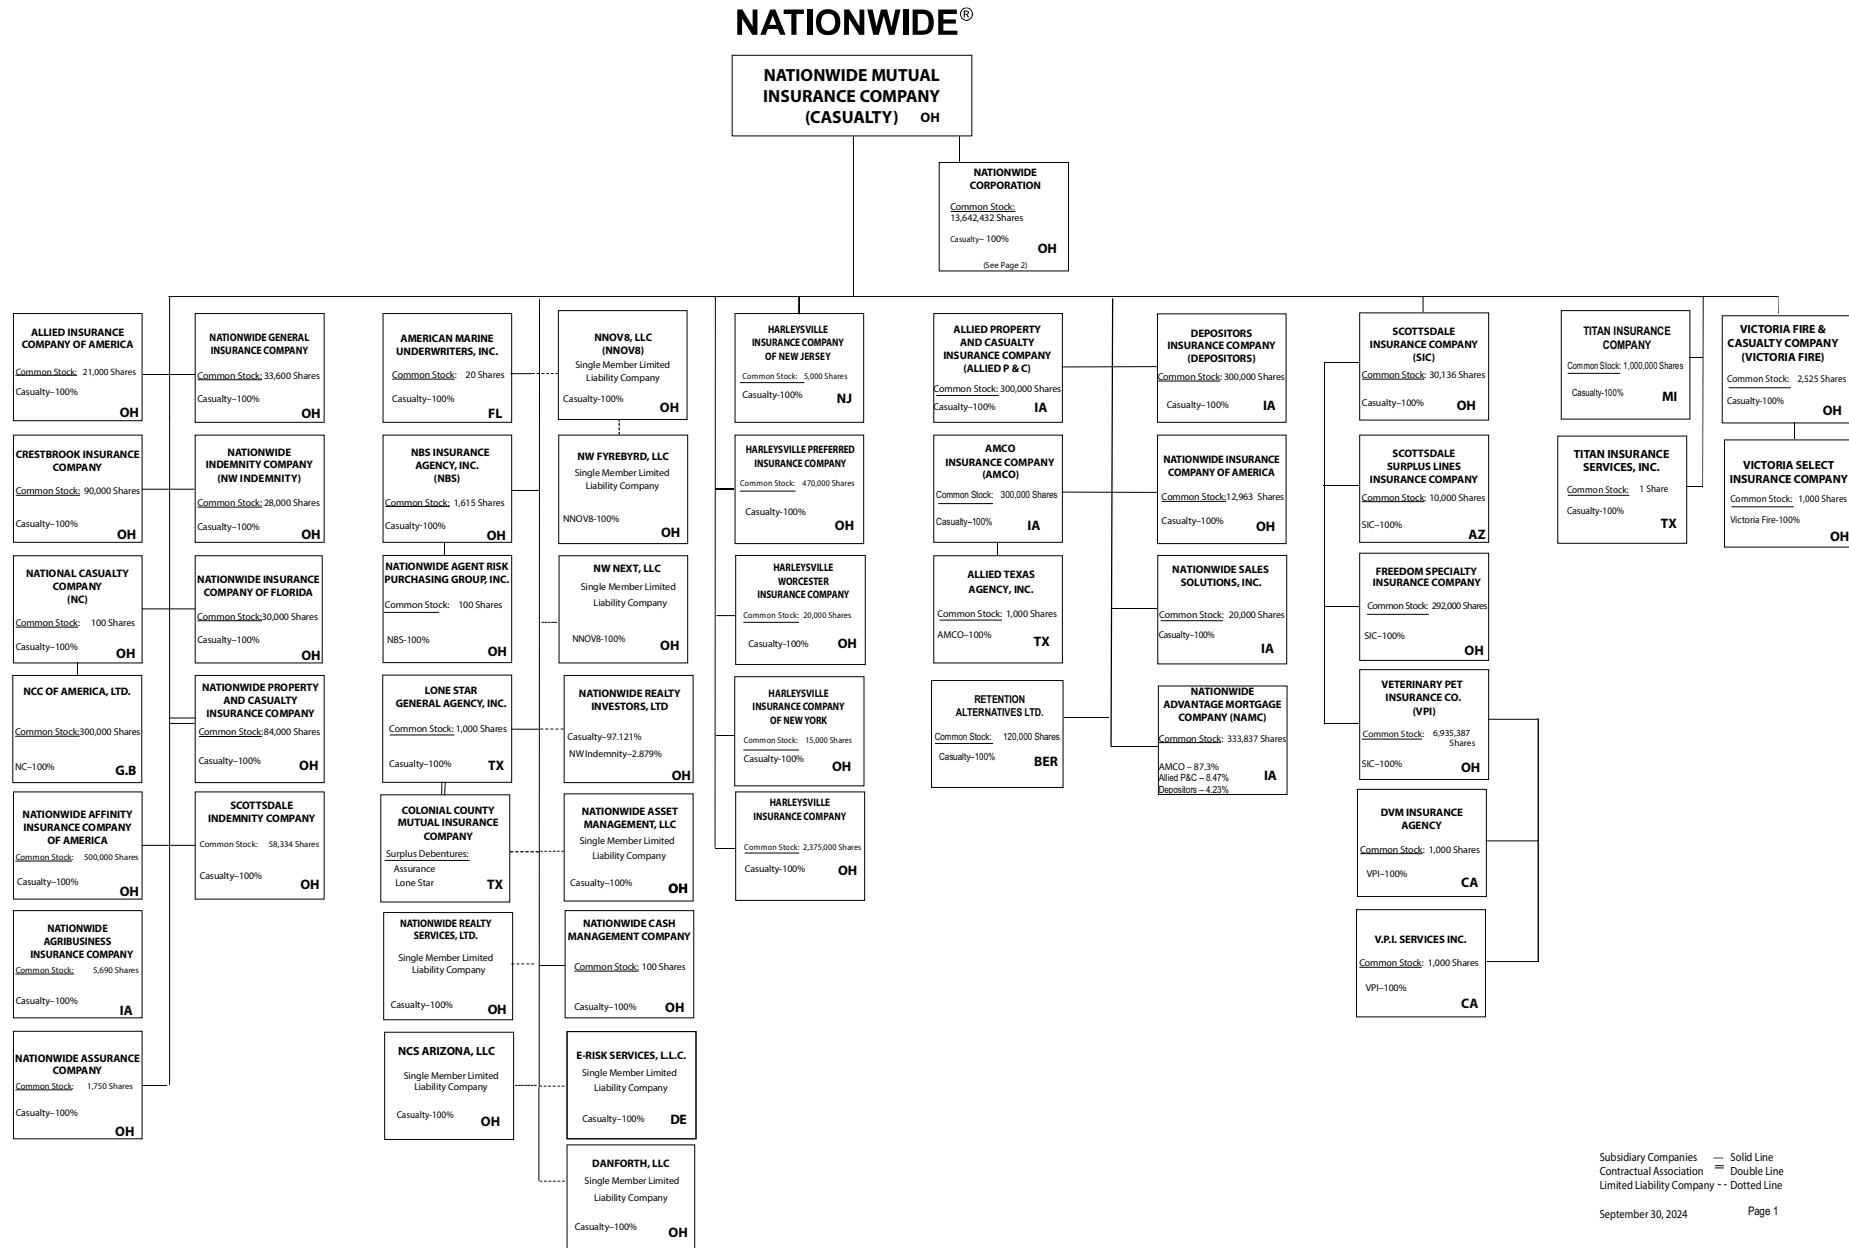 NATIONWIDE®
NATIONWIDE MUTUAL
INSURANCE COMPANY
(CASUALTY) OH
NATIONWIDE
CORPORATION
Common Stock:
13,642,432 Shares
Casualty– 100%
OH
(See Page 2)
ALLIED INSURANCE
COMPANY OF AMERICA
Common Stock: 21,000 Shares
Casualty–100%
OH
CRESTBROOK INSURANCE
COMPANY
Common Stock: 90,000 Shares
Casualty–100%
OH
NATIONAL CASUALTY
COMPANY
(NC)
Common Stock: 100 Shares
Casualty–100%
OH
NCC OF AMERICA, LTD.
Common Stock:300,000 Shares
NC–100%
G.B
NATIONWIDE AFFINITY
INSURANCE COMPANY
OF AMERICA
Common Stock: 500,000 Shares
Casualty–100%
OH
NATIONWIDE
AGRIBUSINESS
INSURANCE COMPANY
Common Stock: 5,690 Shares
Casualty–100%
IA
NATIONWIDE ASSURANCE
COMPANY
Common Stock: 1,750 Shares
Casualty–100%
OH
NATIONWIDE GENERAL
INSURANCE COMPANY
Common Stock: 33,600 Shares
Casualty–100%
OH
NATIONWIDE
INDEMNITY COMPANY
(NW INDEMNITY)
Common Stock: 28,000 Shares
Casualty–100%
OH
NATIONWIDE INSURANCE
COMPANY OF FLORIDA
Common Stock:30,000 Shares
Casualty–100%
OH
NATIONWIDE PROPERTY
AND CASUALTY
INSURANCE COMPANY
Common Stock:84,000 Shares
Casualty–100%
OH
SCOTTSDALE
INDEMNITY COMPANY
Common Stock: 58,334 Shares
Casualty–100%
OH
AMERICAN MARINE
UNDERWRITERS, INC.
Common Stock: 20 Shares
Casualty–100%
FL
NBS INSURANCE
AGENCY, INC.
(NBS)
Common Stock: 1,615 Shares
Casualty-100%
OH
NATIONWIDE AGENT RISK
PURCHASING GROUP, INC.
Common Stock: 100 Shares
NBS-100%
OH
LONE STAR
GENERAL AGENCY, INC.
Common Stock: 1,000 Shares
Casualty–100%
TX
COLONIAL COUNTY
MUTUAL INSURANCE
COMPANY
Surplus Debentures:
Assurance
Lone Star
TX
NATIONWIDE REALTY
SERVICES, LTD.
Single Member Limited
Liability Company
Casualty–100%
OH
NCS ARIZONA, LLC
Single Member Limited
Liability Company
Casualty-100%
OH
NNOV8, LLC
(NNOV8)
Single Member Limited
Liability Company
Casualty-100%
OH
NW FYREBYRD, LLC
Single Member Limited
Liability Company
NNOV8-100%
OH
NW NEXT, LLC
Single Member Limited
Liability Company
NNOV8-100%
OH
NATIONWIDE REALTY
INVESTORS, LTD
Casualty–97.121%
NW Indemnity–2.879%
OH
NATIONWIDE ASSET
MANAGEMENT, LLC
Single Member Limited
Liability Company
Casualty–100%
OH
NATIONWIDE CASH
MANAGEMENT COMPANY
Common Stock: 100 Shares
Casualty–100%
OH
E-RISK SERVICES, L.L.C.
Single Member Limited
Liability Company
Casualty–100%
DE
DANFORTH, LLC
Single Member Limited
Liability Company
Casualty–100%
OH
HARLEYSVILLE
INSURANCE COMPANY
OF NEW JERSEY
Common Stock: 5,000 Shares
Casualty-100%
NJ
HARLEYSVILLE PREFERRED
INSURANCE COMPANY
Common Stock: 470,000 Shares
Casualty-100%
OH
HARLEYSVILLE
WORCESTER
INSURANCE COMPANY
Common Stock: 20,000 Shares
Casualty-100%
OH
HARLEYSVILLE
INSURANCE COMPANY
OF NEW YORK
Common Stock: 15,000 Shares
Casualty-100%
OH
HARLEYSVILLE
INSURANCE COMPANY
Common Stock: 2,375,000 Shares
Casualty-100%
OH
ALLIED PROPERTY
AND CASUALTY
INSURANCE COMPANY
(ALLIED P & C)
Common Stock: 300,000 Shares
Casualty–100%
IA
AMCO
INSURANCE COMPANY
(AMCO)
Common Stock: 300,000 Shares
Casualty–100%
IA
ALLIED TEXAS
AGENCY, INC.
Common Stock: 1,000 Shares
AMCO–100%
TX
RETENTION
ALTERNATIVES LTD.
Common Stock: 120,000 Shares
Casualty–100%
BER
DEPOSITORS
INSURANCE COMPANY
(DEPOSITORS)
Common Stock: 300,000 Shares
Casualty–100%
IA
NATIONWIDE INSURANCE
COMPANY OF AMERICA
Common Stock:12,963 Shares
Casualty–100%
OH
NATIONWIDE SALES
SOLUTIONS, INC.
Common Stock: 20,000 Shares
Casualty–100%
IA
NATIONWIDE
ADVANTAGE MORTGAGE
COMPANY (NAMC)
Common Stock: 333,837 Shares
AMCO – 87.3%
Allied P&C – 8.47%
Depositors – 4.23%
IA
SCOTTSDALE
INSURANCE COMPANY
(SIC)
Common Stock: 30,136 Shares
Casualty–100%
OH
SCOTTSDALE
SURPLUS LINES
INSURANCE COMPANY
Common Stock: 10,000 Shares
SIC–100%
AZ
FREEDOM SPECIALTY
INSURANCE COMPANY
Common Stock: 292,000 Shares
SIC–100%
OH
VETERINARY PET
INSURANCE CO.
(VPI)
Common Stock: 6,935,387
Shares
SIC–100%
OH
DVM INSURANCE
AGENCY
Common Stock: 1,000 Shares
VPI–100%
CA
V.P.I. SERVICES INC.
Common Stock: 1,000 Shares
VPI–100%
CA
TITAN INSURANCE
COMPANY
Common Stock: 1,000,000 Shares
Casualty-100%
MI
TITAN INSURANCE
SERVICES, INC.
Common Stock: 1 Share
Casualty-100%
TX
VICTORIA FIRE &
CASUALTY COMPANY
(VICTORIA FIRE)
Common Stock: 2,525 Shares
Casualty-100%
OH
VICTORIA SELECT
INSURANCE COMPANY
Common Stock: 1,000 Shares
Victoria Fire-100%
OH
Subsidiary Companies — Solid Line
Contractual Association = Double Line
Limited Liability Company - - Dotted Line
September 30, 2024 Page 1